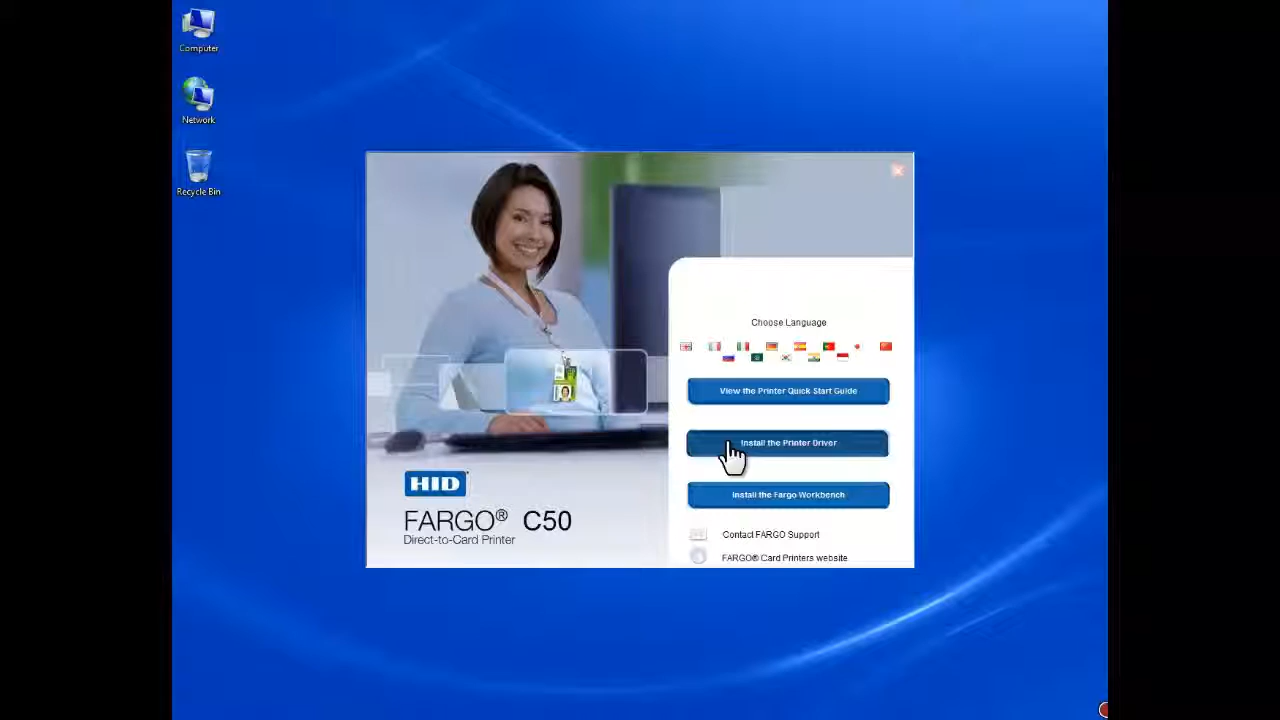 Computer
Network
Recycle Bin
Choose Language
View the Printer Quick Start Guide
Install the Printer Driver
Install the Fargo Workbench
Contact FARGO Support
FARGO® Card Printers website
HID
FARGO® C50
Direct-to-Card Printer